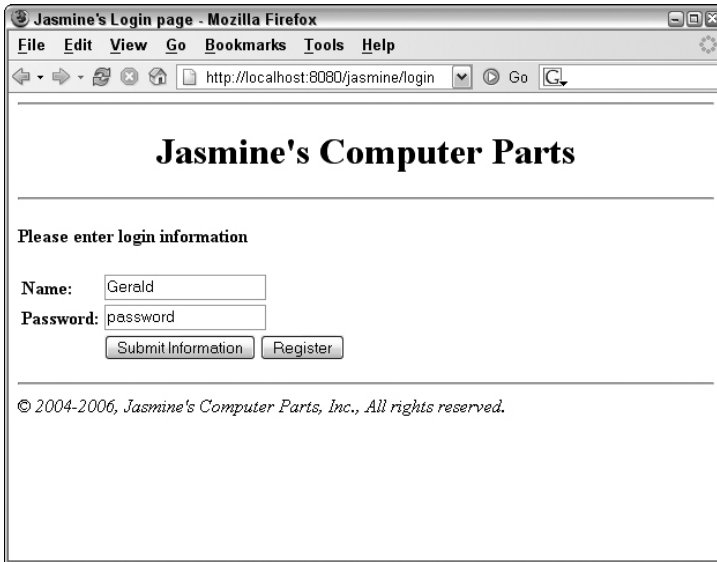 Jasmine's Login page - Mozilla Firefox
File Edit View Go Bookmarks Tools Help
http://localhost:8080/jasmine/login Go G
Jasmine's Computer Parts
Please enter login information
Name: Gerald
Password: password
Submit Information Register
© 2004-2006, Jasmine's Computer Parts, Inc., All rights reserved.